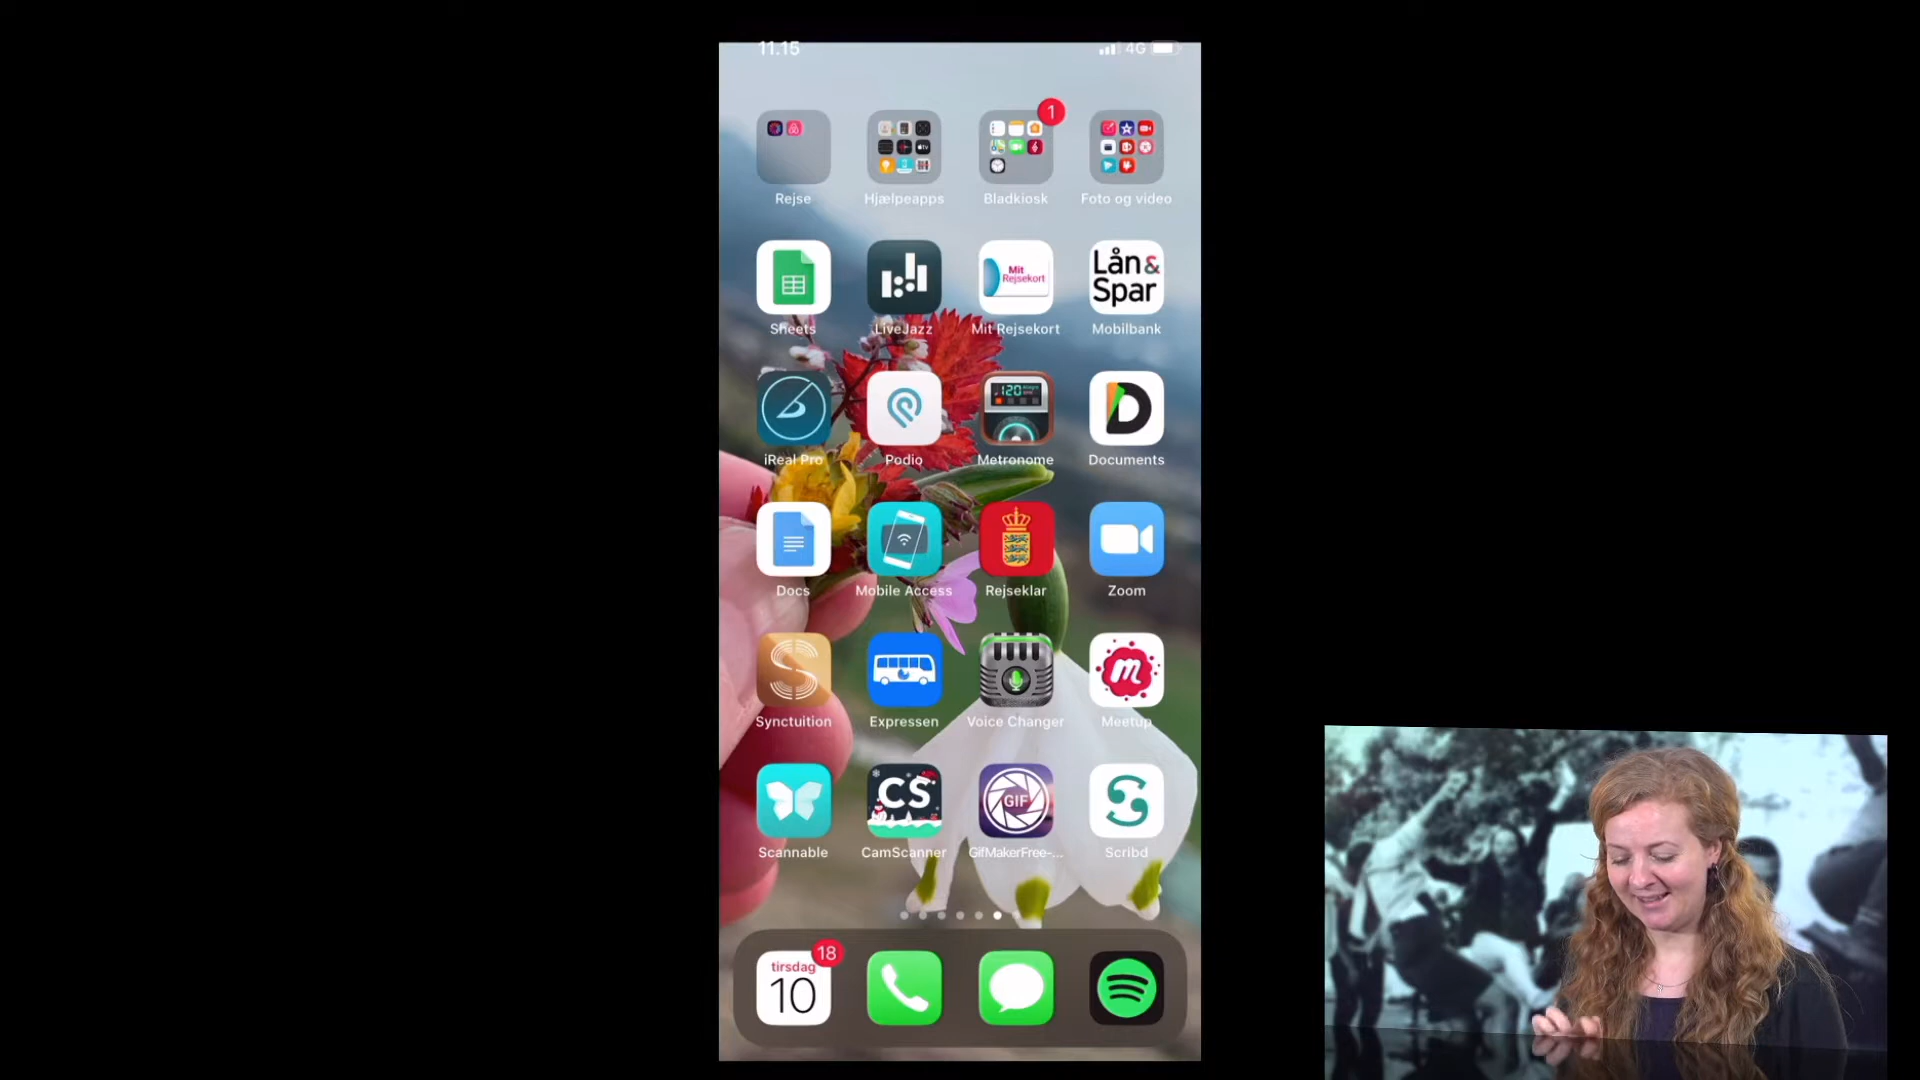 11.15 4G
1
Rejse Hjælpeapps Bladkiosk Foto og video
Mit Rejsekort
Lån&
Spar
Sheets LiveJazz Mit Rejsekort Mobilbank
120
D
iReal Pro Podio Metronome Documents
Docs Mobile Access Rejseklar Zoom
S m
Synctuition Expressen Voice Changer Meetup
CS GIF
Scannable CamScanner GifMakerFree-... Scribd
18
tirsdag
10